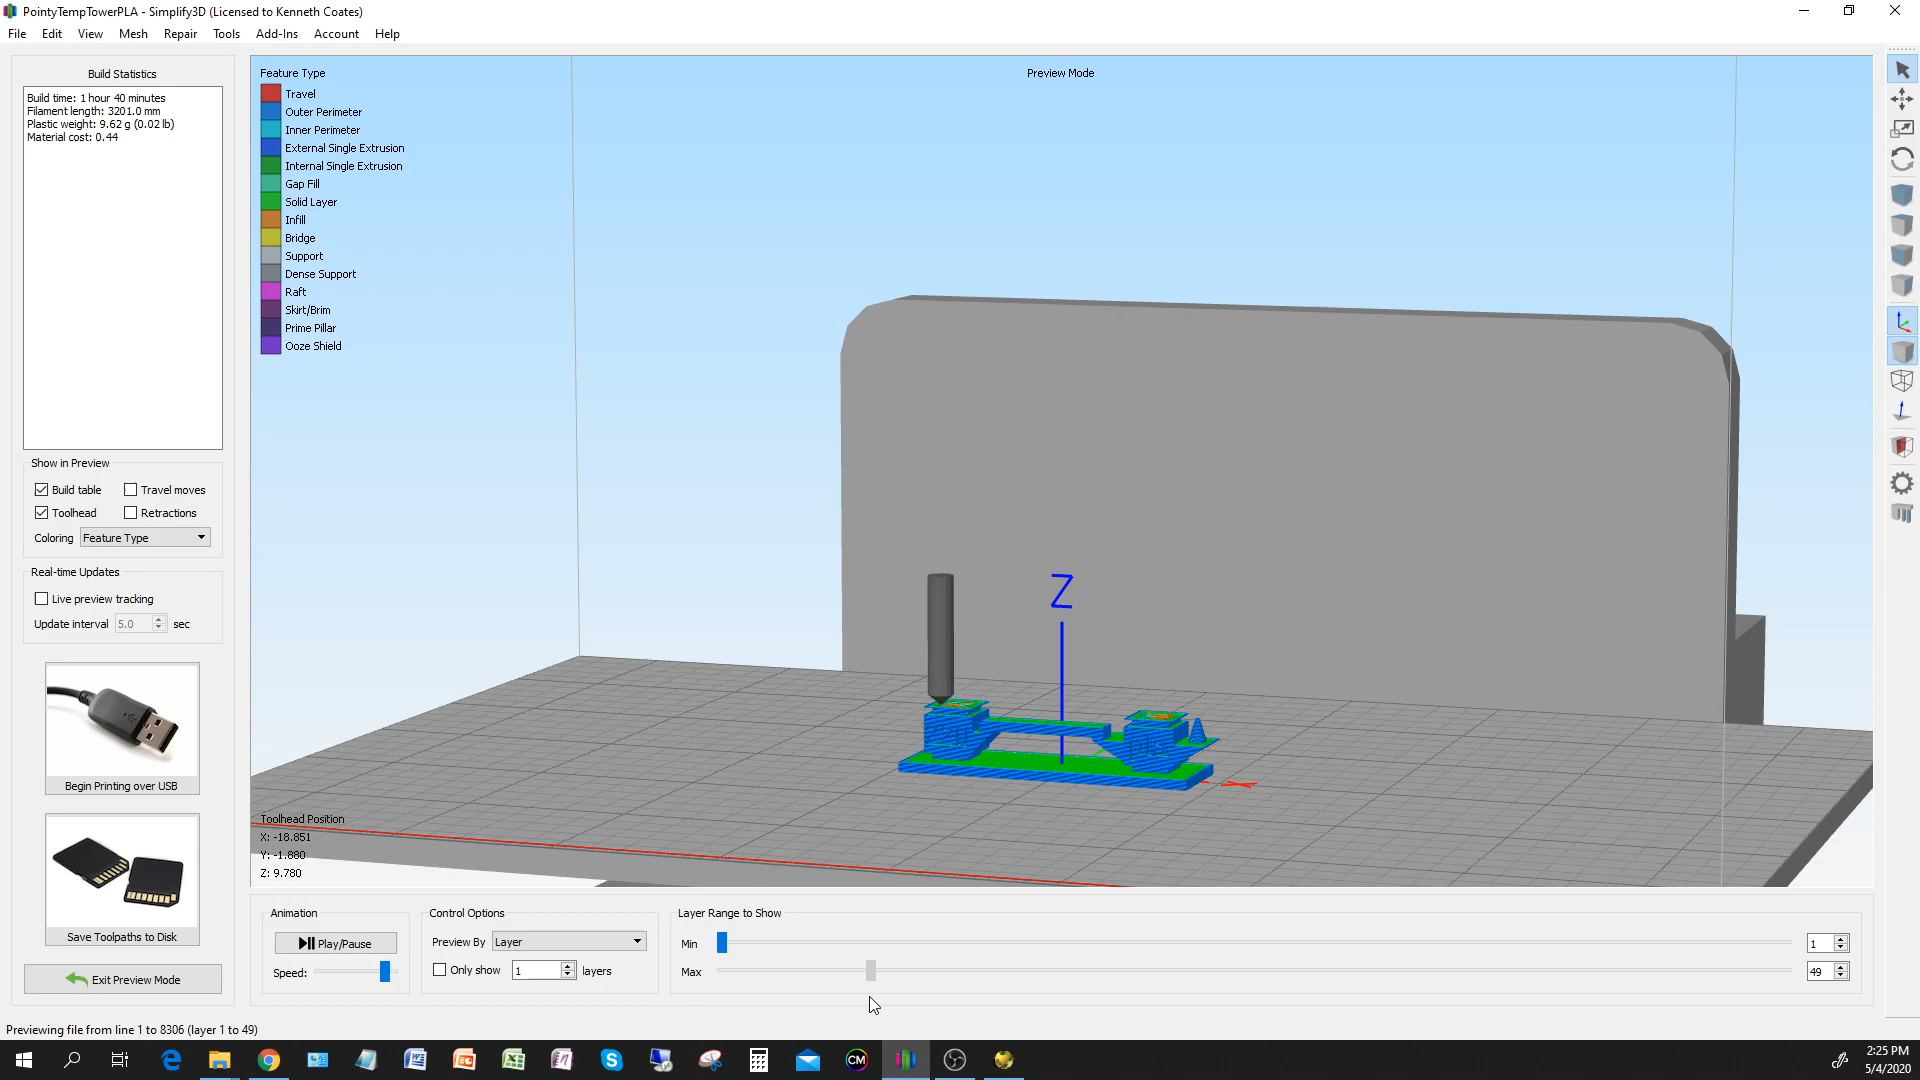 PointyTempTowerPLA - Simplify3D (Licensed to Kenneth Coates)
File Edit View Mesh Repair Tools Add-Ins Account Help
Build Statistics
Build time: 1 hour 40 minutes
Filament length: 3201.0 mm
Plastic weight: 9.62 g (0.02 lb)
Material cost: 0.44
Show in Preview
Build table Travel moves
Toolhead Retractions
Coloring Feature Type
Real-time Updates
Live preview tracking
Update interval 5.0 sec
Begin Printing over USB
Save Toolpaths to Disk
Exit Preview Mode
Feature Type
Travel
Outer Perimeter
Inner Perimeter
External Single Extrusion
Internal Single Extrusion
Gap Fill
Solid Layer
Infill
Bridge
Support
Dense Support
Raft
Skirt/Brim
Prime Pillar
Ooze Shield
Preview Mode
Z
Toolhead Position
X: -18.851
Y: -1.880
Z: 9.780
Animation
Play/Pause
Speed:
Control Options
Preview By Layer
Only show 1 layers
Layer Range to Show
Min 1
Max 49
Previewing file from line 1 to 8306 (layer 1 to 49)
CM
2:25 PM
5/4/2020